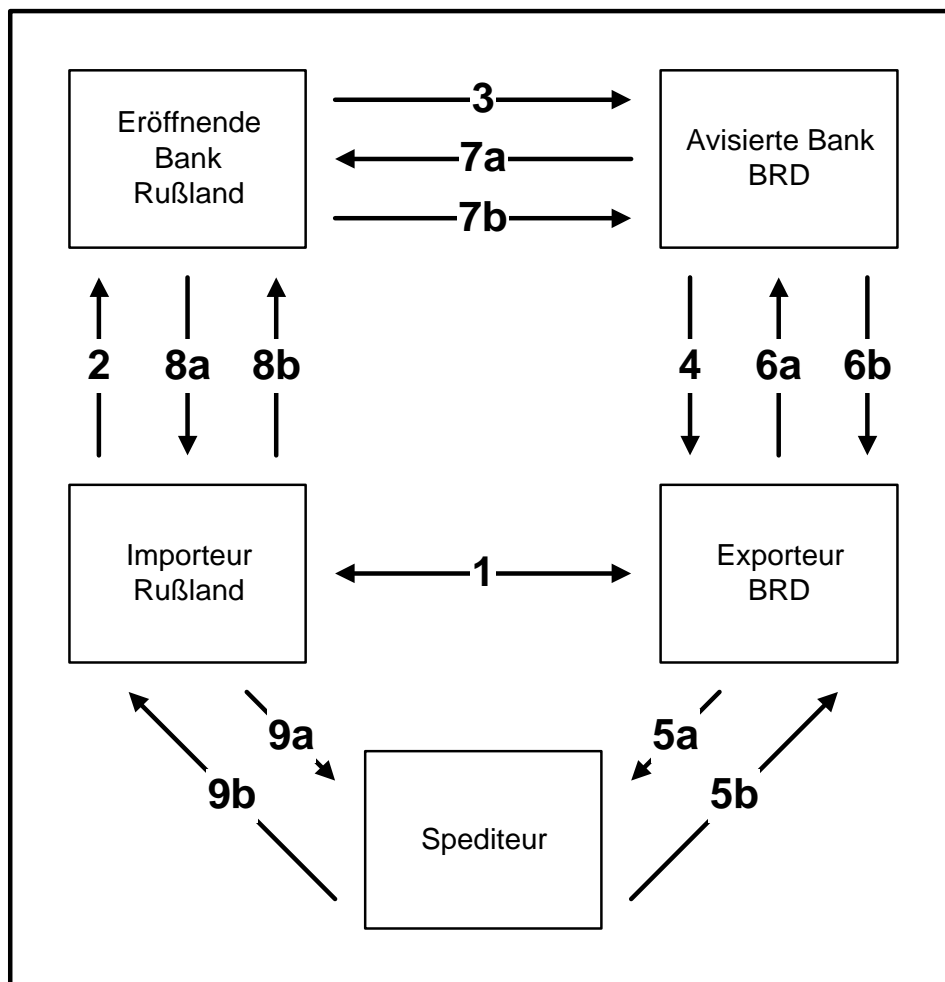 Eröffnende
Bank
Rußland
3
7a
7b
Avisierte Bank
BRD
2
8a
8b
4
6a
6b
Importeur
Rußland
1
Exporteur
BRD
9a
9b
5a
5b
Spediteur